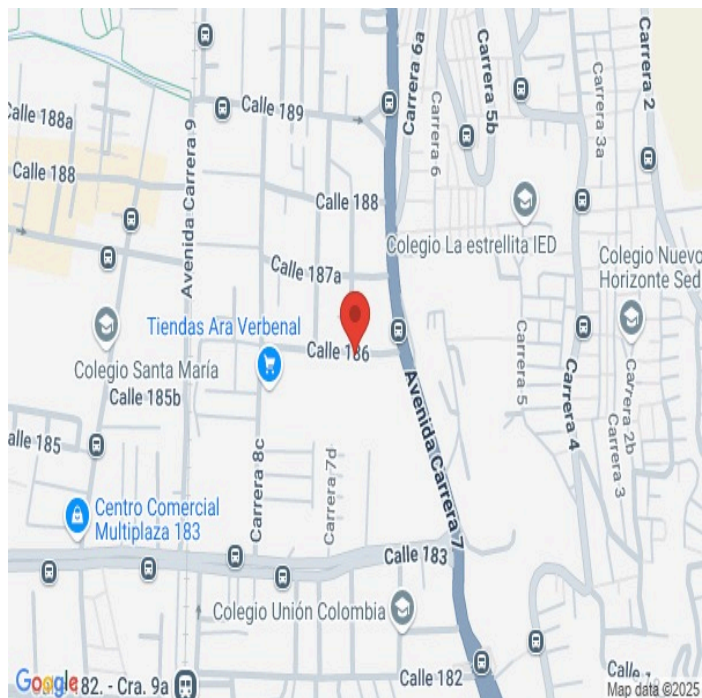 Carrera 6a
Carrera 5b
Carrera 2
Calle 189
Carrera 3a
Calle 188a
Avenida Carrera 9
Carrera 6
Calle 188
Calle 188
Colegio La estrellita IED
Colegio Nuevo
Horizonte Sed
Calle 187a
Tiendas Ara Verbenal
Calle 186
Colegio Santa María
Calle 185b
Avenida Carrera 7
Carrera 5
Carrera 4
Carrera 2b
Carrera 3
alle 185
Carrera 8c
Carrera 7d
Centro Comercial
Multiplaza 183
Calle 183
Colegio Unión Colombia
Calle 182
Google
182. - Cra. 9a
Map data ©2025